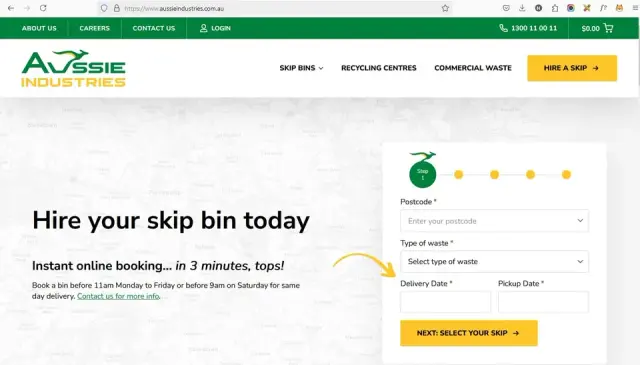 https://www.aussieindustries.com.au
ABOUT US CAREERS CONTACT US LOGIN 1300 11 00 11 $0.00
AUSSIE
INDUSTRIES
SKIP BINS RECYCLING CENTRES COMMERCIAL WASTE HIRE A SKIP →
Step
1
Hire your skip bin today
Instant online booking... in 3 minutes, tops!
Book a bin before 11am Monday to Friday or before 9am on Saturday for same
day delivery. Contact us for more info.
Postcode *
Enter your postcode
Type of waste *
Select type of waste
Delivery Date * Pickup Date *
NEXT: SELECT YOUR SKIP →